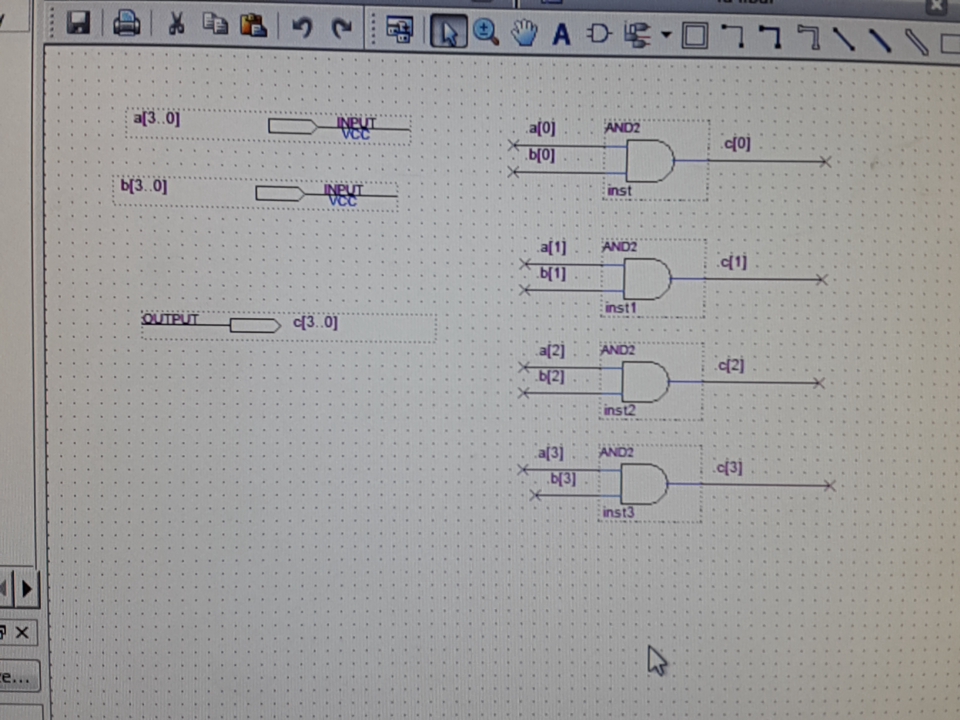 A
a[3..0]
INPUT
VCC
b[3..0]
INPUT
VCC
OUTPUT
c[3..0]
a[0]
b[0]
AND2
inst
c[0]
a[1]
b[1]
AND2
inst1
c[1]
a[2]
b[2]
AND2
inst2
c[2]
a[3]
b[3]
AND2
inst3
c[3]